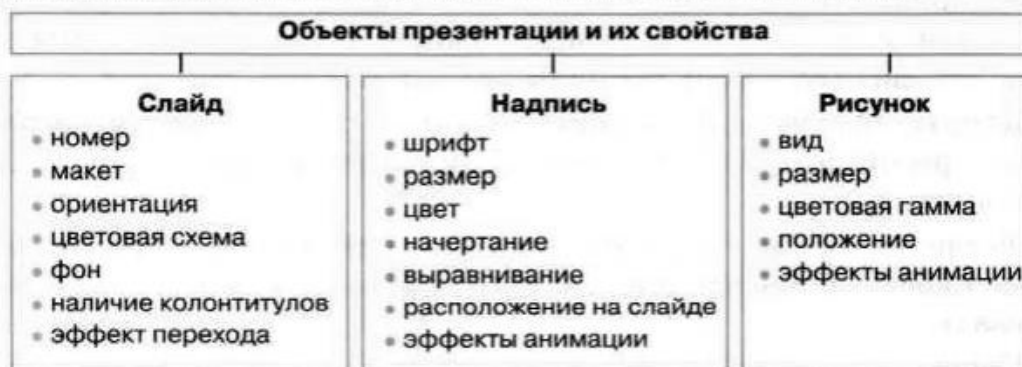 Объекты презентации и их свойства
Слайд
• номер
• макет
• ориентация
• цветовая схема
• фон
• наличие колонтитулов
• эффект перехода
Надпись
• шрифт
• размер
• цвет
• начертание
• выравнивание
• расположение на слайде
• эффекты анимации
Рисунок
• вид
• размер
• цветовая гамма
• положение
• эффекты анимации